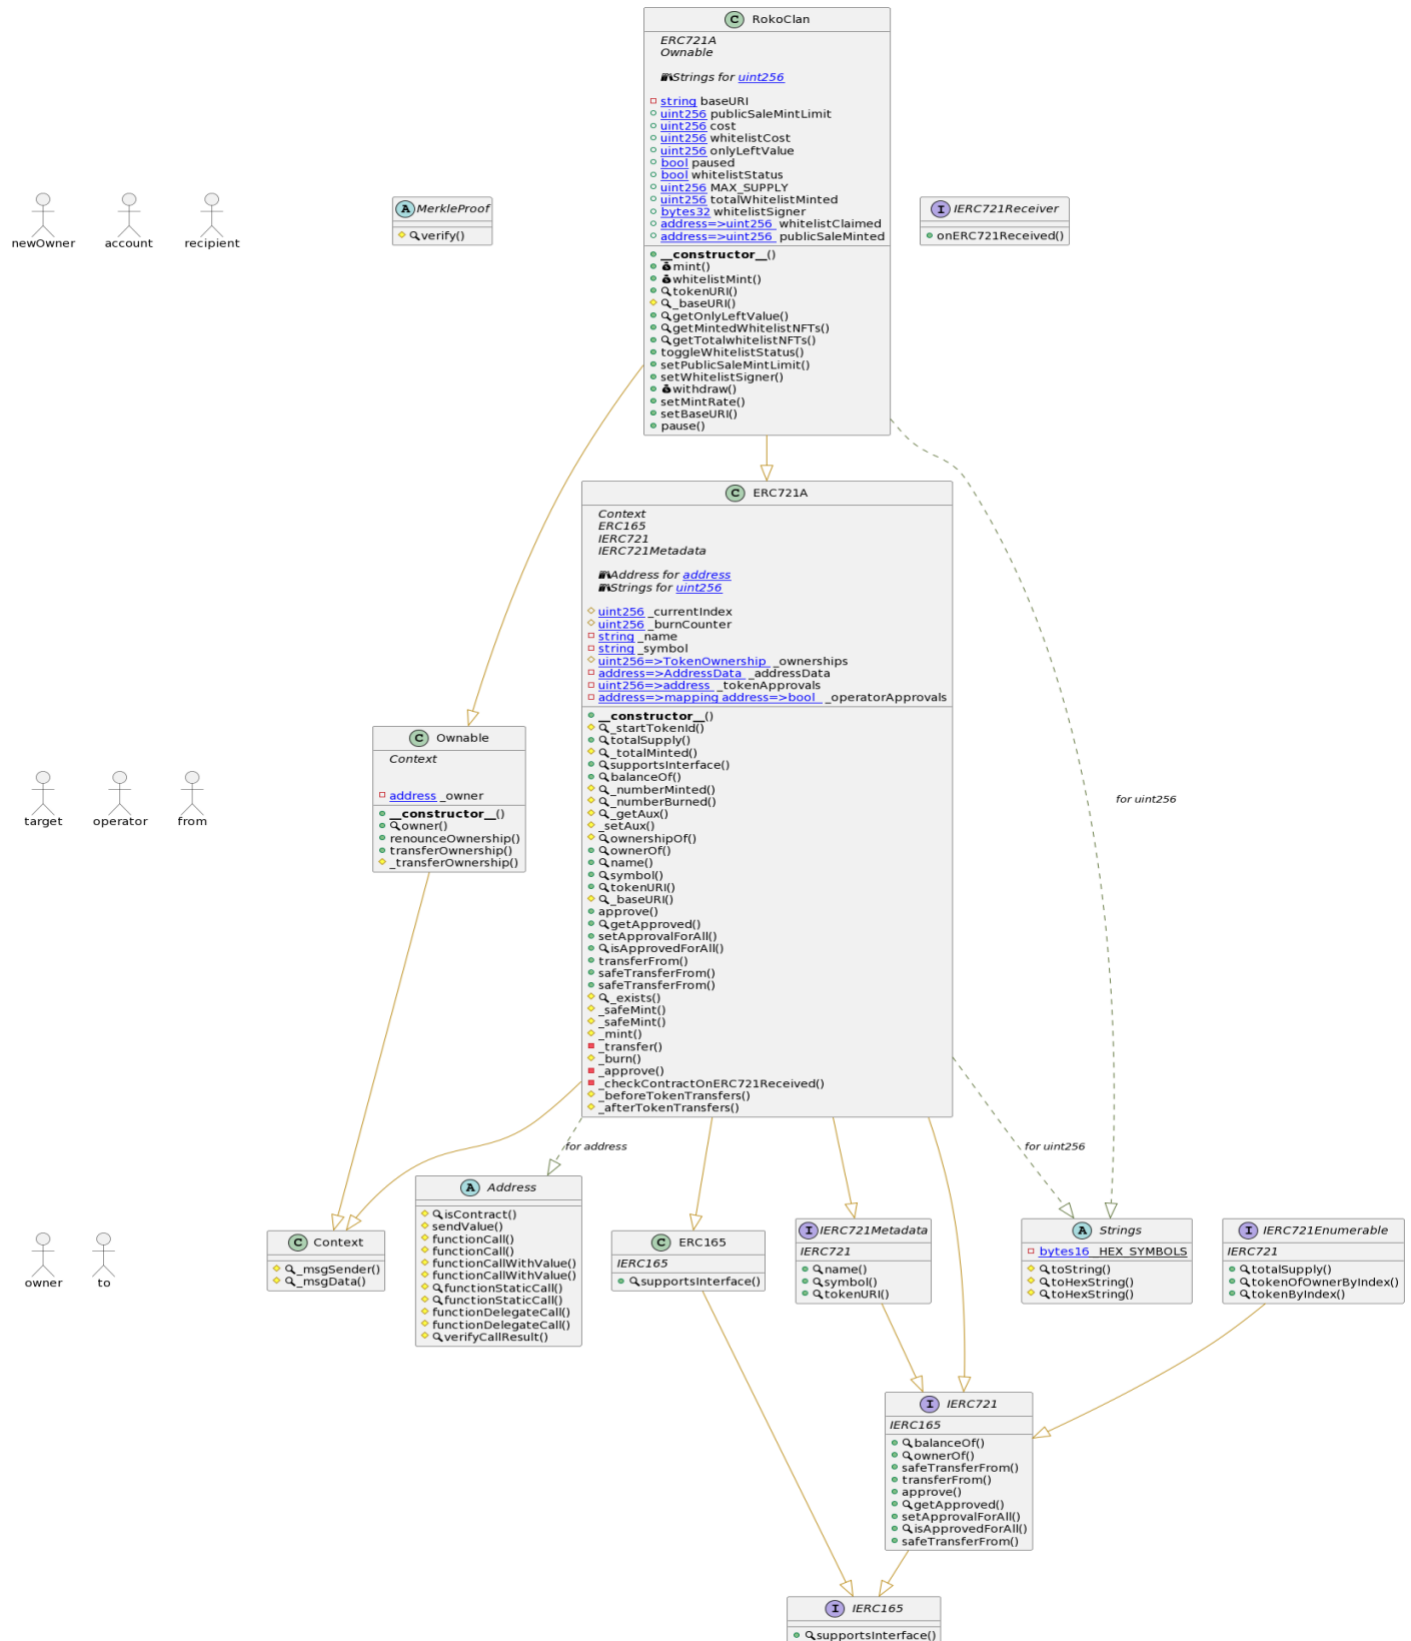 C RokoClan
ERC721A
Ownable
Strings for uint256
string baseURI
uint256 publicSaleMintLimit
uint256 cost
uint256 whitelistCost
uint256 onlyLeftValue
bool paused
bool whitelistStatus
uint256 MAX_SUPPLY
uint256 totalWhitelistMinted
bytes32 whitelistSigner
address=>uint256 whitelistClaimed
address=>uint256 publicSaleMinted
__constructor__()
mint()
whitelistMint()
tokenURI()
_baseURI()
getOnlyLeftValue()
getMintedWhitelistNFTs()
getTotalwhitelistNFTs()
toggleWhitelistStatus()
setPublicSaleMintLimit()
setWhitelistSigner()
withdraw()
setMintRate()
setBaseURI()
pause()
newOwner
account
recipient
A MerkleProof
verify()
I IERC721Receiver
onERC721Received()
C ERC721A
Context
ERC165
IERC721
IERC721Metadata
Address for address
Strings for uint256
uint256 _currentIndex
uint256 _burnCounter
string _name
string _symbol
uint256=>TokenOwnership _ownerships
address=>AddressData _addressData
uint256=>address _tokenApprovals
address=>mapping address=>bool _operatorApprovals
__constructor__()
_startTokenId()
totalSupply()
_totalMinted()
supportsInterface()
balanceOf()
_numberMinted()
_numberBurned()
_getAux()
_setAux()
ownershipOf()
ownerOf()
name()
symbol()
tokenURI()
_baseURI()
approve()
getApproved()
setApprovalForAll()
isApprovedForAll()
transferFrom()
safeTransferFrom()
safeTransferFrom()
_exists()
_safeMint()
_safeMint()
_mint()
_transfer()
_burn()
_approve()
_checkContractOnERC721Received()
_beforeTokenTransfers()
_afterTokenTransfers()
C Ownable
Context
address _owner
__constructor__()
owner()
renounceOwnership()
transferOwnership()
_transferOwnership()
target
operator
from
for uint256
for address
for uint256
owner
to
C Context
_msgSender()
_msgData()
A Address
isContract()
sendValue()
functionCall()
functionCall()
functionCallWithValue()
functionCallWithValue()
functionStaticCall()
functionStaticCall()
functionDelegateCall()
functionDelegateCall()
verifyCallResult()
C ERC165
IERC165
supportsInterface()
I IERC721Metadata
IERC721
name()
symbol()
tokenURI()
A Strings
bytes16 _HEX_SYMBOLS
toString()
toHexString()
toHexString()
I IERC721Enumerable
IERC721
totalSupply()
tokenOfOwnerByIndex()
tokenByIndex()
I IERC721
IERC165
balanceOf()
ownerOf()
safeTransferFrom()
transferFrom()
approve()
getApproved()
setApprovalForAll()
isApprovedForAll()
safeTransferFrom()
I IERC165
supportsInterface()